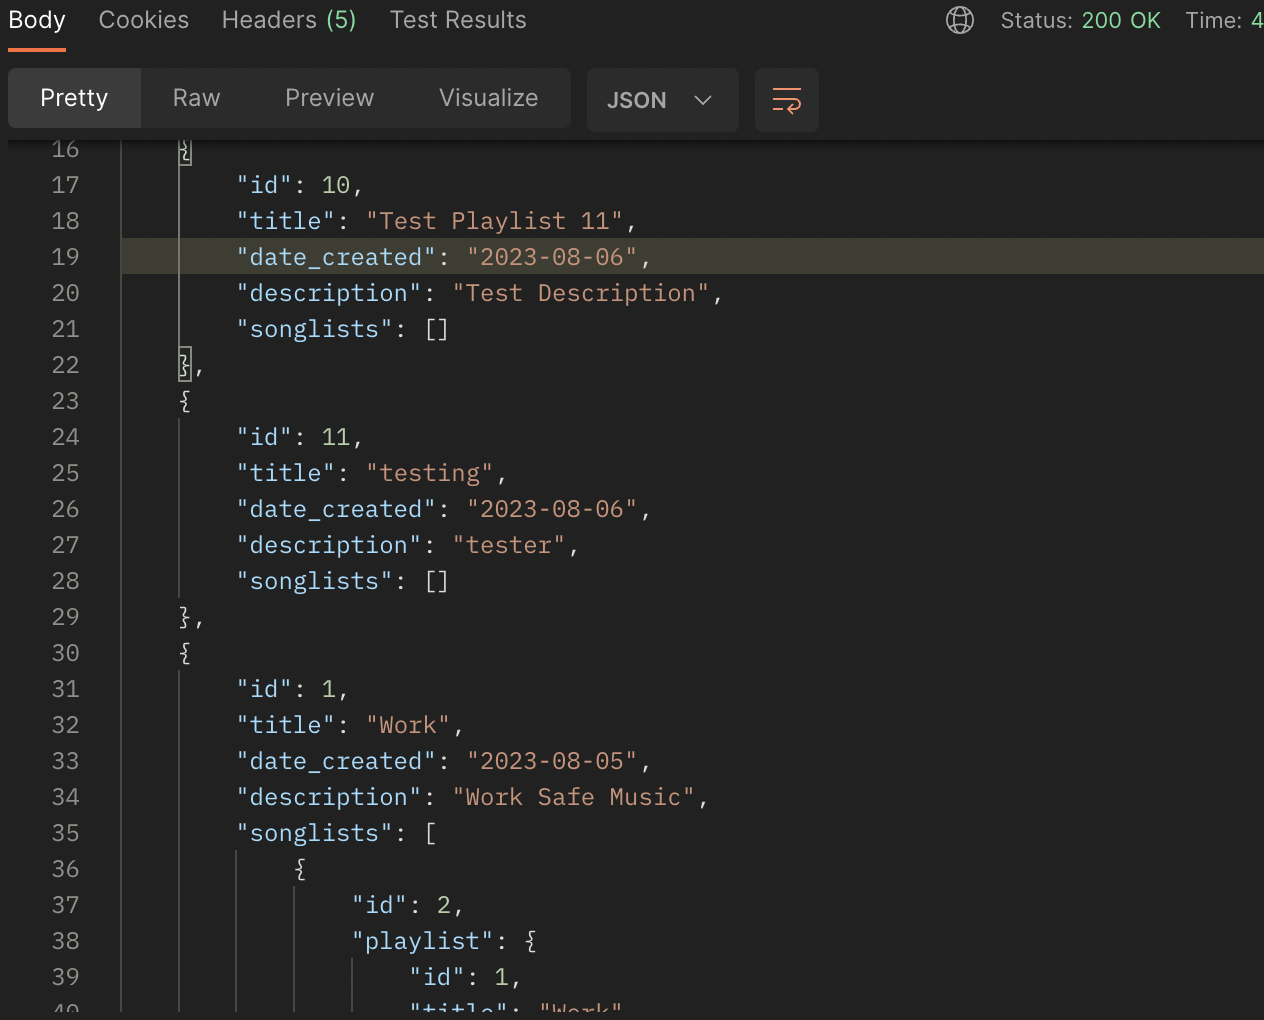 Body Cookies Headers (5) Test Results Status: 200 OK Time: 4
Pretty Raw Preview Visualize JSON
16 {
17 "id": 10,
18 "title": "Test Playlist 11",
19 "date_created": "2023-08-06",
20 "description": "Test Description",
21 "songlists": []
22 },
23 {
24 "id": 11,
25 "title": "testing",
26 "date_created": "2023-08-06",
27 "description": "tester",
28 "songlists": []
29 },
30 {
31 "id": 1,
32 "title": "Work",
33 "date_created": "2023-08-05",
34 "description": "Work Safe Music",
35 "songlists": [
36 {
37 "id": 2,
38 "playlist": {
39 "id": 1,
40 "title": "Work"